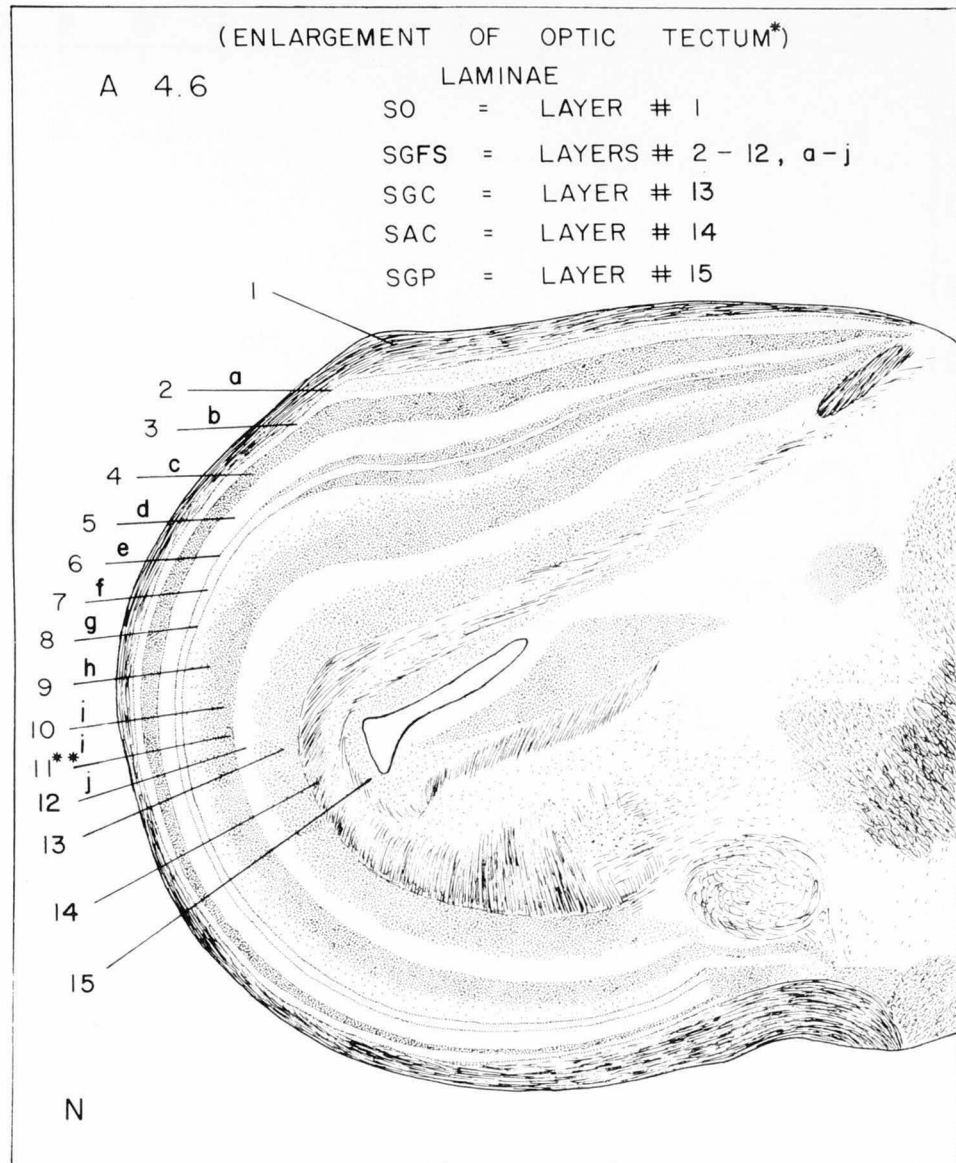 (ENLARGEMENT OF OPTIC TECTUM*)
A 4.6
LAMINAE
SO = LAYER # 1
SGFS = LAYERS # 2 - 12, a-j
SGC = LAYER # 13
SAC = LAYER # 14
SGP = LAYER # 15
1
2 a
3 b
4 c
5 d
6 e
7 f
8 g
9 h
10 i
11** i
12 j
13
14
15
N